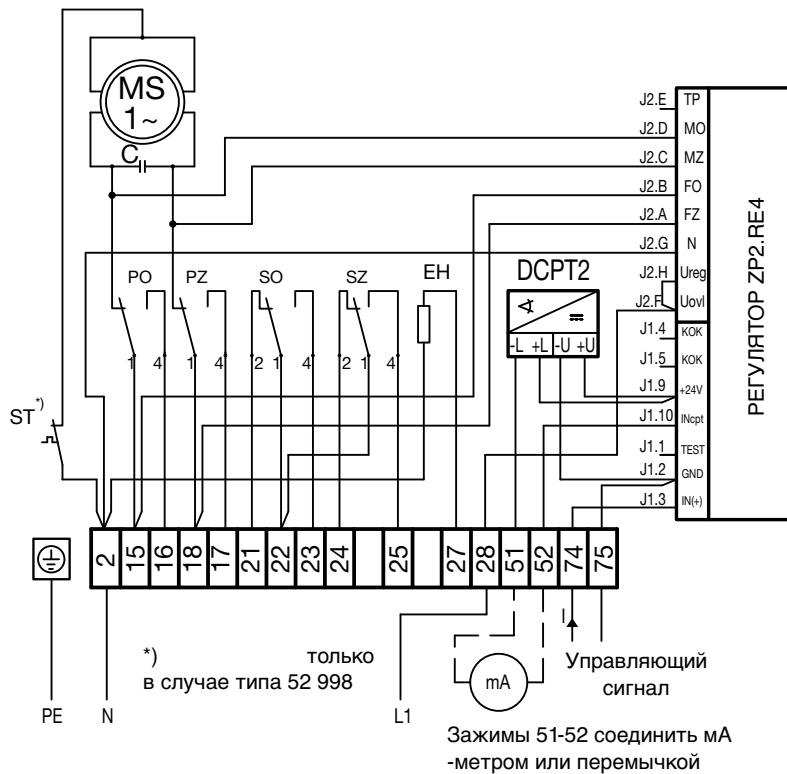 MS
1~
C
J2.E TP
J2.D MO
J2.C MZ
J2.B FO
J2.A FZ
J2.G N
J2.H Ureg
J2.F Uovl
J1.4 KOK
J1.5 KOK
J1.9 +24V
J1.10 INcpt
J1.1 TEST
J1.2 GND
J1.3 IN(+)
РЕГУЛЯТОР ZP2.RE4
PO PZ SO SZ EH DCPT2
-L +L -U +U
1 4 1 4 2 1 4 2 1 4
ST *)
2 15 16 18 17 21 22 23 24 25 27 28 51 52 74 75
I
*) только
в случае типа 52 998
mA
Управляющий
сигнал
PE N L1
Зажимы 51-52 соединить мА
-метром или перемычкой